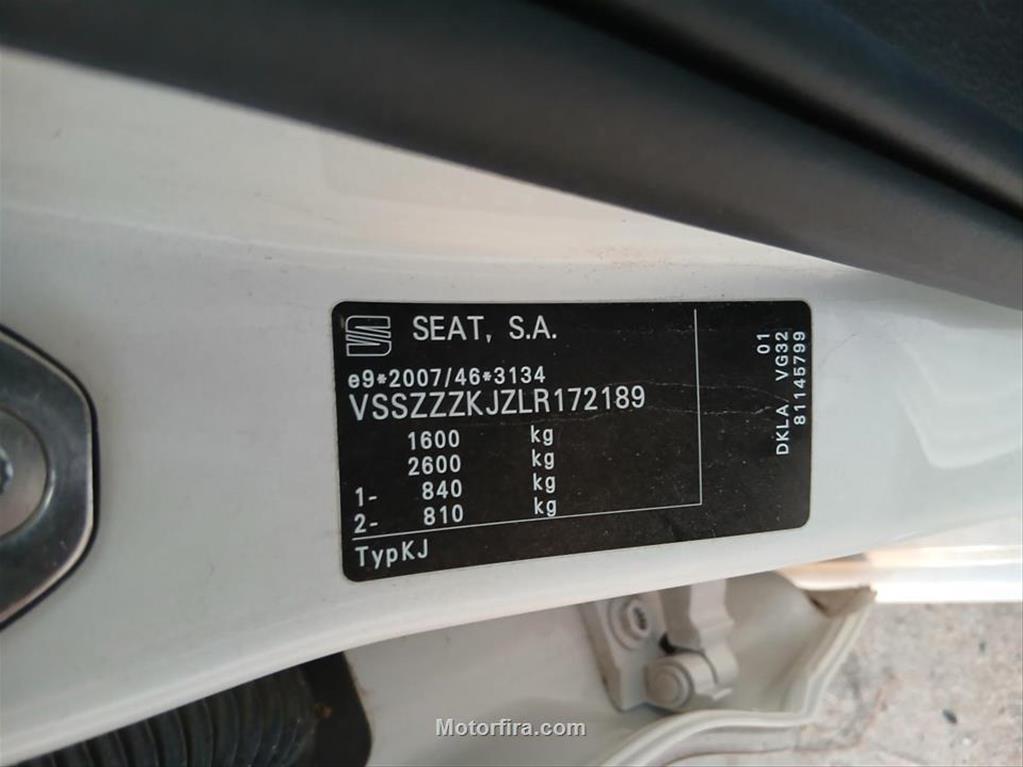 SEAT, S.A.
e9*2007/46*3134
VSSZZZKJZLR172189
1600 kg
2600 kg
1- 840 kg
2- 810 kg
TypKJ
01
DKLA VG32
81145799
Motorfira.com